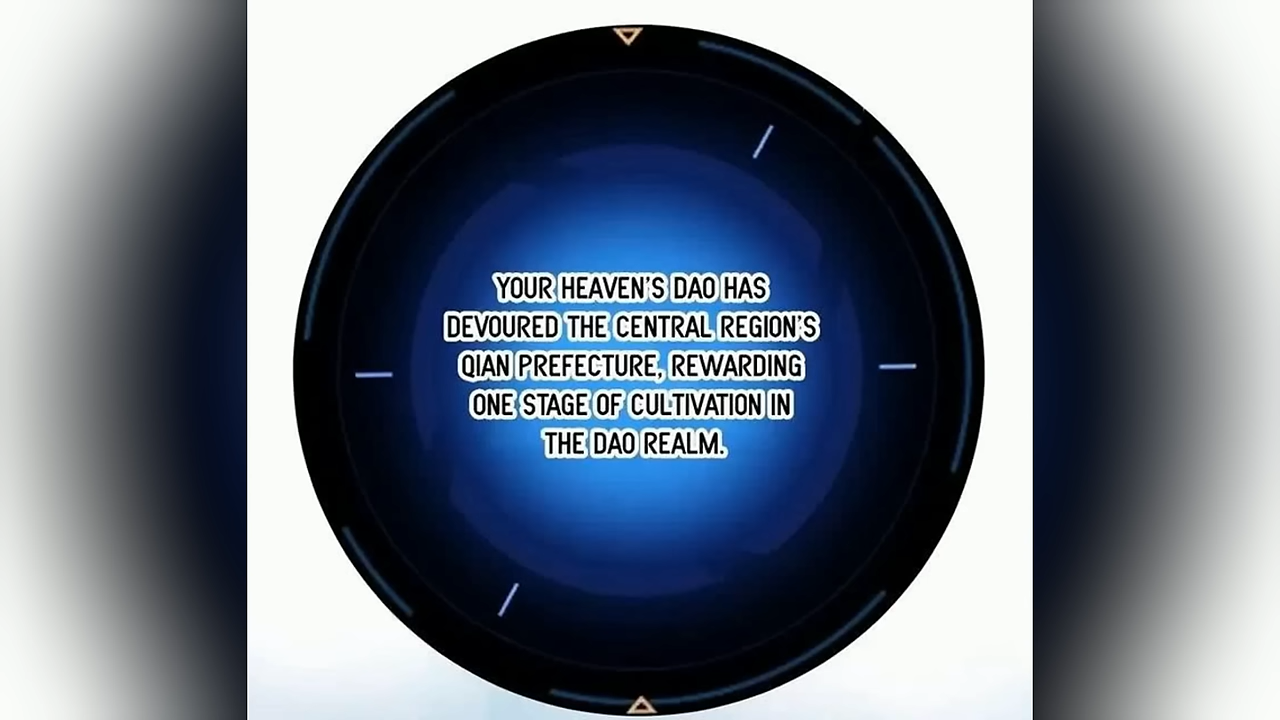 YOUR HEAVEN'S DAO HAS
DEVOURED THE CENTRAL REGION'S
QIAN PREFECTURE, REWARDING
ONE STAGE OF CULTIVATION IN
THE DAO REALM.